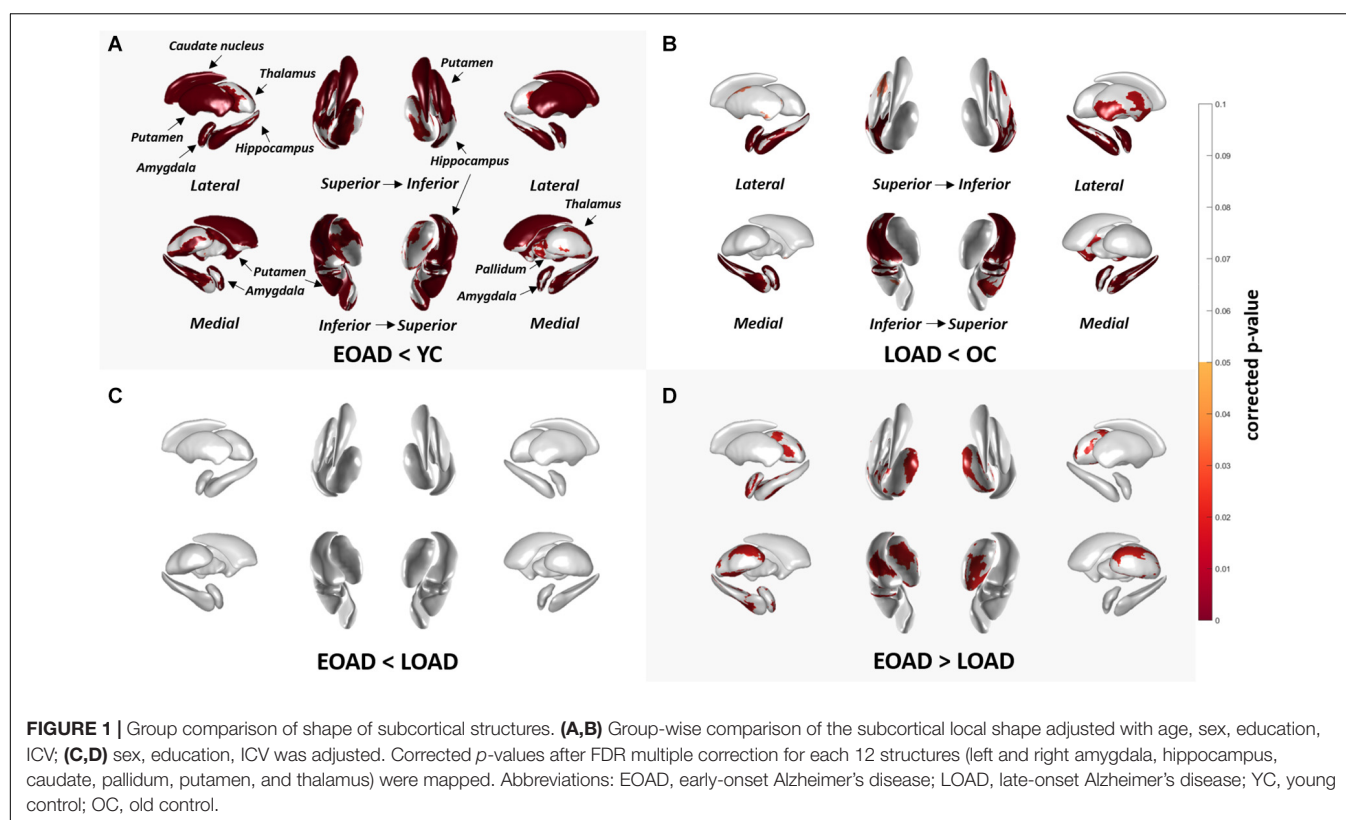 A
Caudate nucleus
Thalamus
Putamen
Putamen
Amygdala
Hippocampus
Hippocampus
Lateral
Superior → Inferior
Lateral
Thalamus
Putamen
Amygdala
Pallidum
Amygdala
Medial
Inferior → Superior
Medial
EOAD < YC
B
Lateral
Superior → Inferior
Lateral
Medial
Inferior → Superior
Medial
LOAD < OC
C
EOAD < LOAD
D
EOAD > LOAD
0.1
0.09
0.08
0.07
0.06
0.05
0.04
0.03
0.02
0.01
0
corrected p-value
FIGURE 1 | Group comparison of shape of subcortical structures. (A,B) Group-wise comparison of the subcortical local shape adjusted with age, sex, education,
ICV; (C,D) sex, education, ICV was adjusted. Corrected p-values after FDR multiple correction for each 12 structures (left and right amygdala, hippocampus,
caudate, pallidum, putamen, and thalamus) were mapped. Abbreviations: EOAD, early-onset Alzheimer's disease; LOAD, late-onset Alzheimer's disease; YC, young
control; OC, old control.